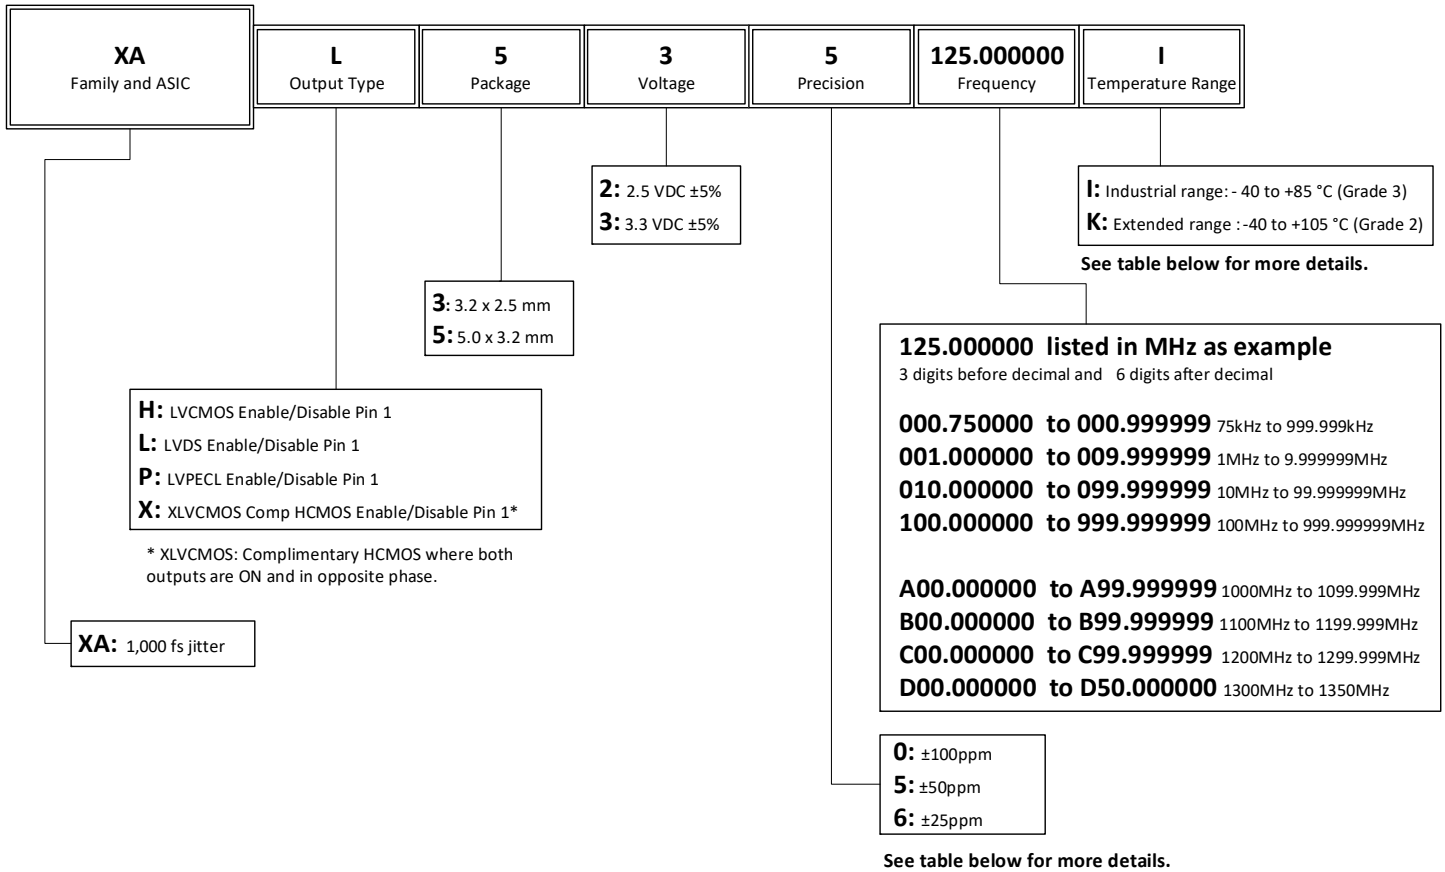 XA
Family and ASIC
L
Output Type
5
Package
3
Voltage
5
Precision
125.000000
Frequency
I
Temperature Range
2: 2.5 VDC ±5%
3: 3.3 VDC ±5%
I: Industrial range: - 40 to +85 °C (Grade 3)
K: Extended range : -40 to +105 °C (Grade 2)
See table below for more details.
3: 3.2 x 2.5 mm
5: 5.0 x 3.2 mm
125.000000 listed in MHz as example
3 digits before decimal and 6 digits after decimal
000.750000 to 000.999999 75kHz to 999.999kHz
001.000000 to 009.999999 1MHz to 9.999999MHz
010.000000 to 099.999999 10MHz to 99.999999MHz
100.000000 to 999.999999 100MHz to 999.999999MHz
A00.000000 to A99.999999 1000MHz to 1099.999MHz
B00.000000 to B99.999999 1100MHz to 1199.999MHz
C00.000000 to C99.999999 1200MHz to 1299.999MHz
D00.000000 to D50.000000 1300MHz to 1350MHz
H: LVCMOS Enable/Disable Pin 1
L: LVDS Enable/Disable Pin 1
P: LVPECL Enable/Disable Pin 1
X: XLVCMOS Comp HCMOS Enable/Disable Pin 1*
* XLVCMOS: Complimentary HCMOS where both
outputs are ON and in opposite phase.
XA: 1,000 fs jitter
0: ±100ppm
5: ±50ppm
6: ±25ppm
See table below for more details.